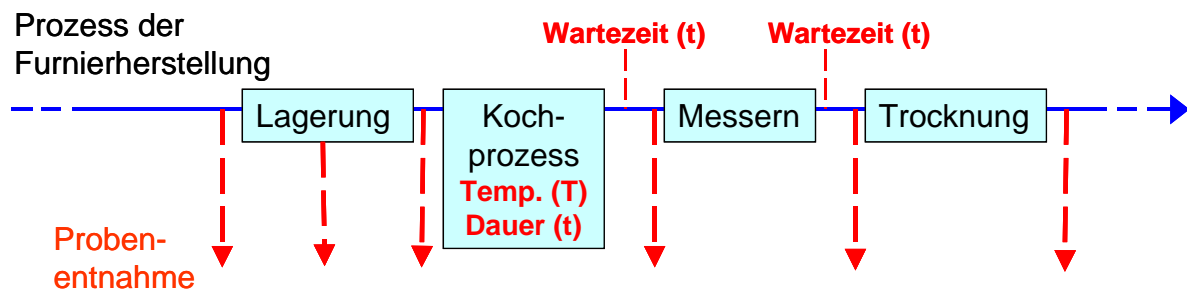 Prozess der
Furnierherstellung
Wartezeit (t)
Wartezeit (t)
Lagerung
Koch-
prozess
Temp. (T)
Dauer (t)
Messern
Trocknung
Proben-
entnahme